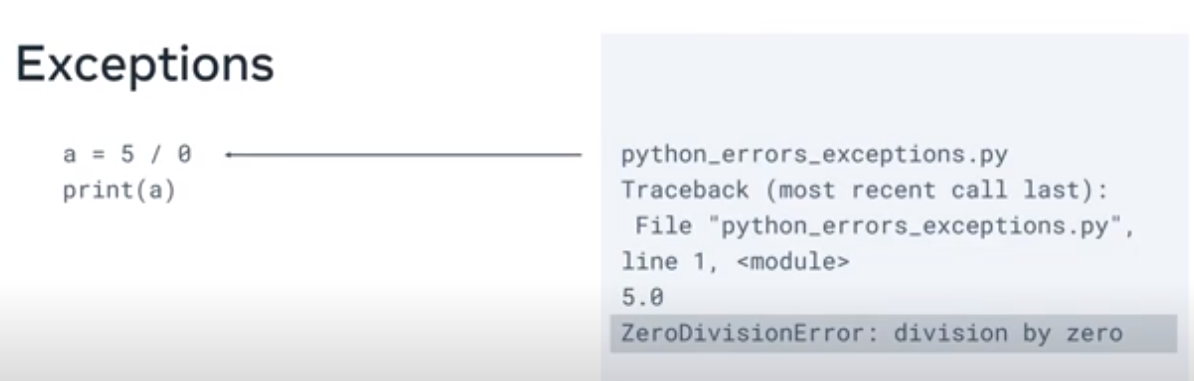 Exceptions
a = 5 / 0
print(a)
python_errors_exceptions.py
Traceback (most recent call last):
File "python_errors_exceptions.py",
line 1, <module>
5.0
ZeroDivisionError: division by zero